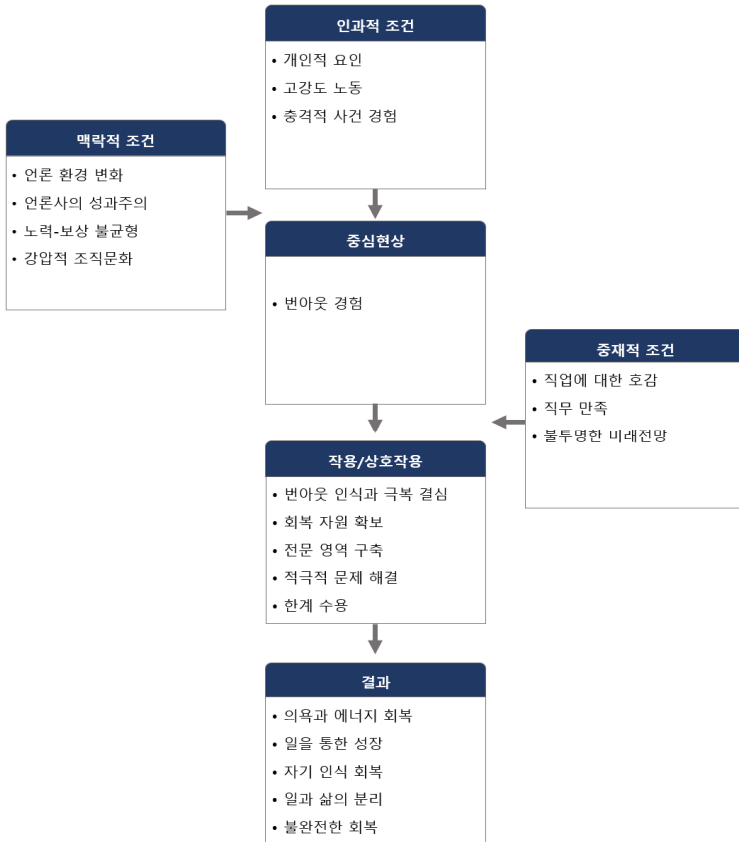 인과적 조건
• 개인적 요인
• 고강도 노동
• 충격적 사건 경험
맥락적 조건
• 언론 환경 변화
• 언론사의 성과주의
• 노력-보상 불균형
• 강압적 조직문화
중심현상
• 번아웃 경험
중재적 조건
• 직업에 대한 호감
• 직무 만족
• 불투명한 미래전망
작용/상호작용
• 번아웃 인식과 극복 결심
• 회복 자원 확보
• 전문 영역 구축
• 적극적 문제 해결
• 한계 수용
결과
• 의욕과 에너지 회복
• 일을 통한 성장
• 자기 인식 회복
• 일과 삶의 분리
• 불완전한 회복